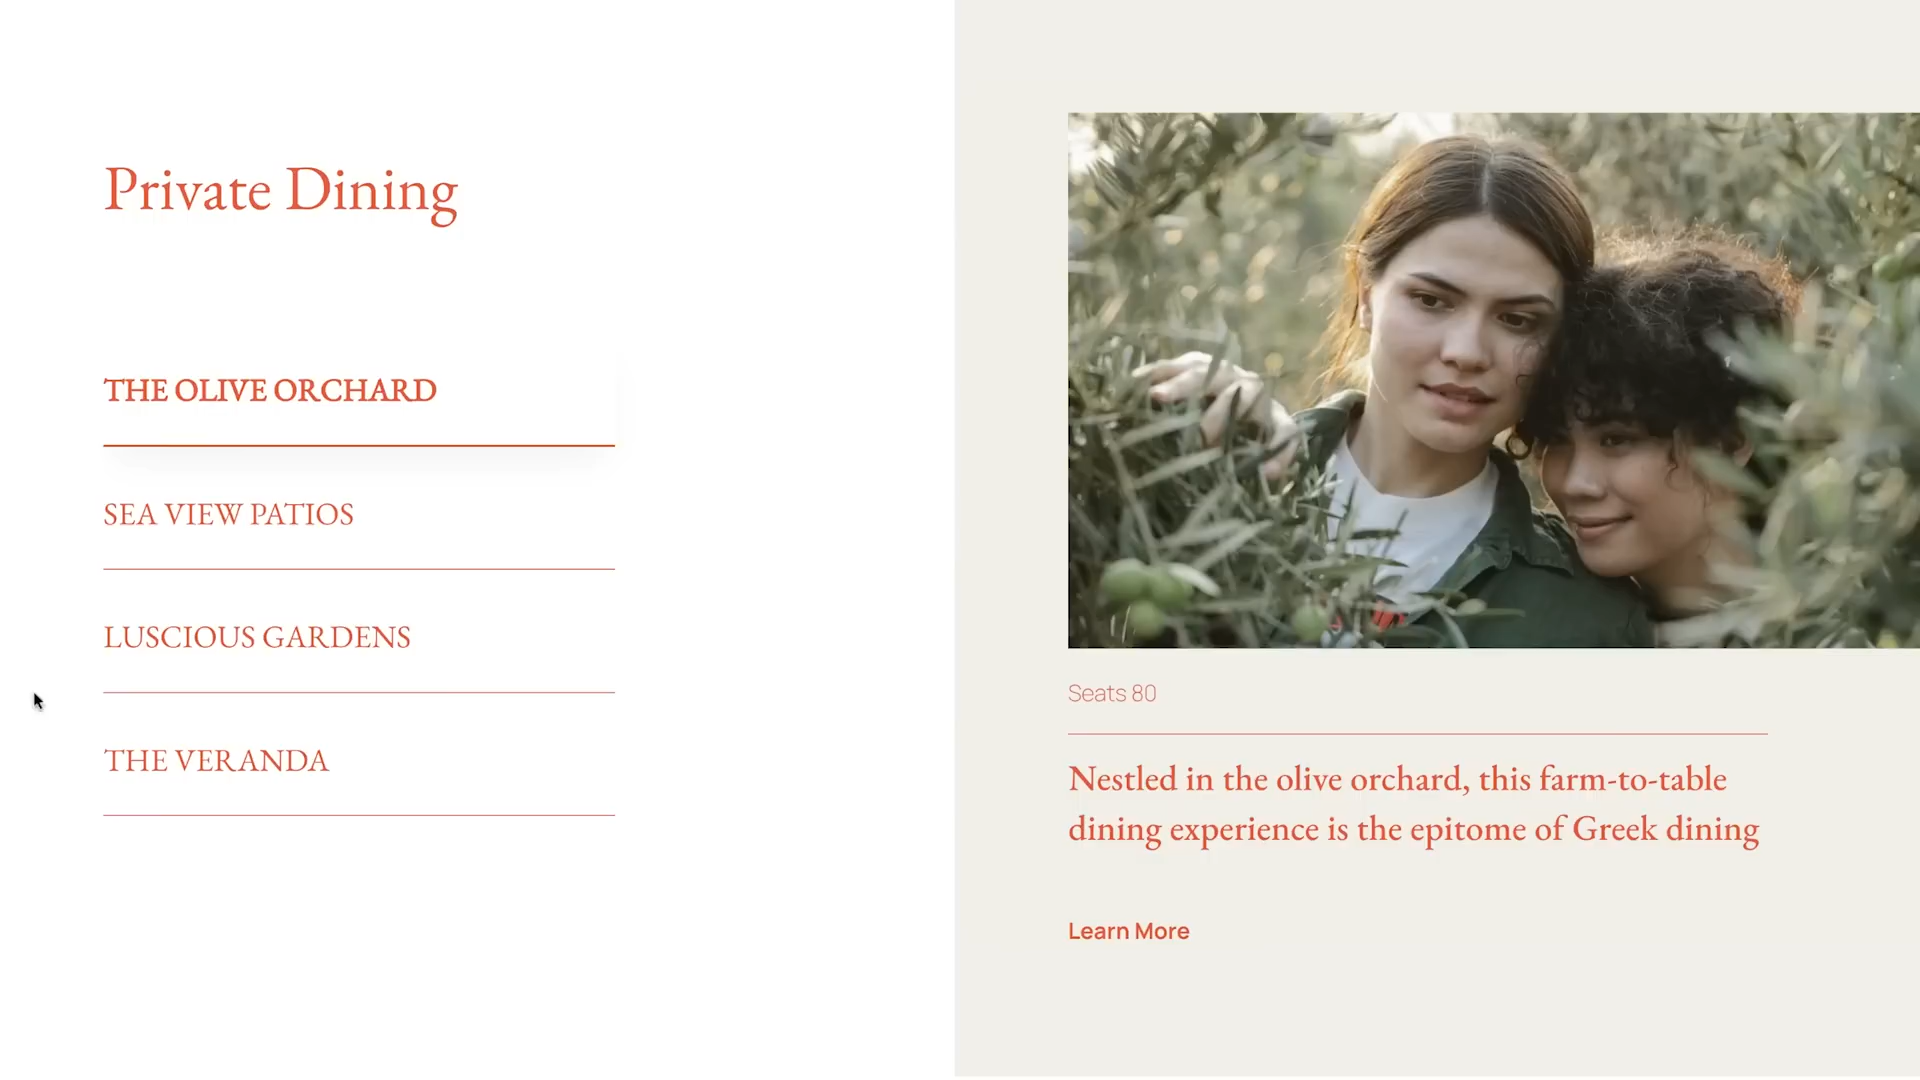 Private Dining
THE OLIVE ORCHARD
SEA VIEW PATIOS
LUSCIOUS GARDENS
THE VERANDA
Seats 80
Nestled in the olive orchard, this farm-to-table
dining experience is the epitome of Greek dining
Learn More